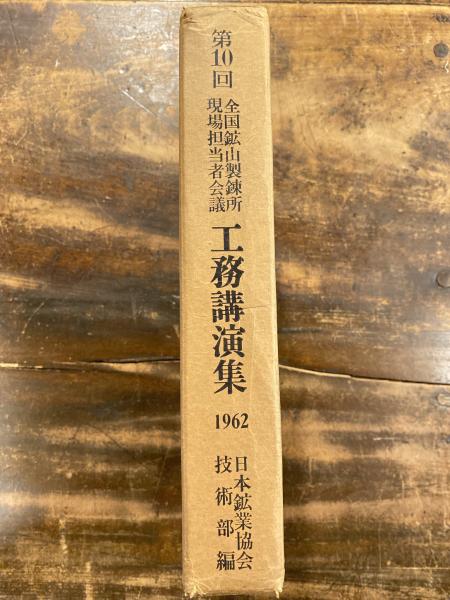 第10回
全国鉱山製錬所
現場担当者会議
工務講演集
1962
日本鉱業協会
技術部編